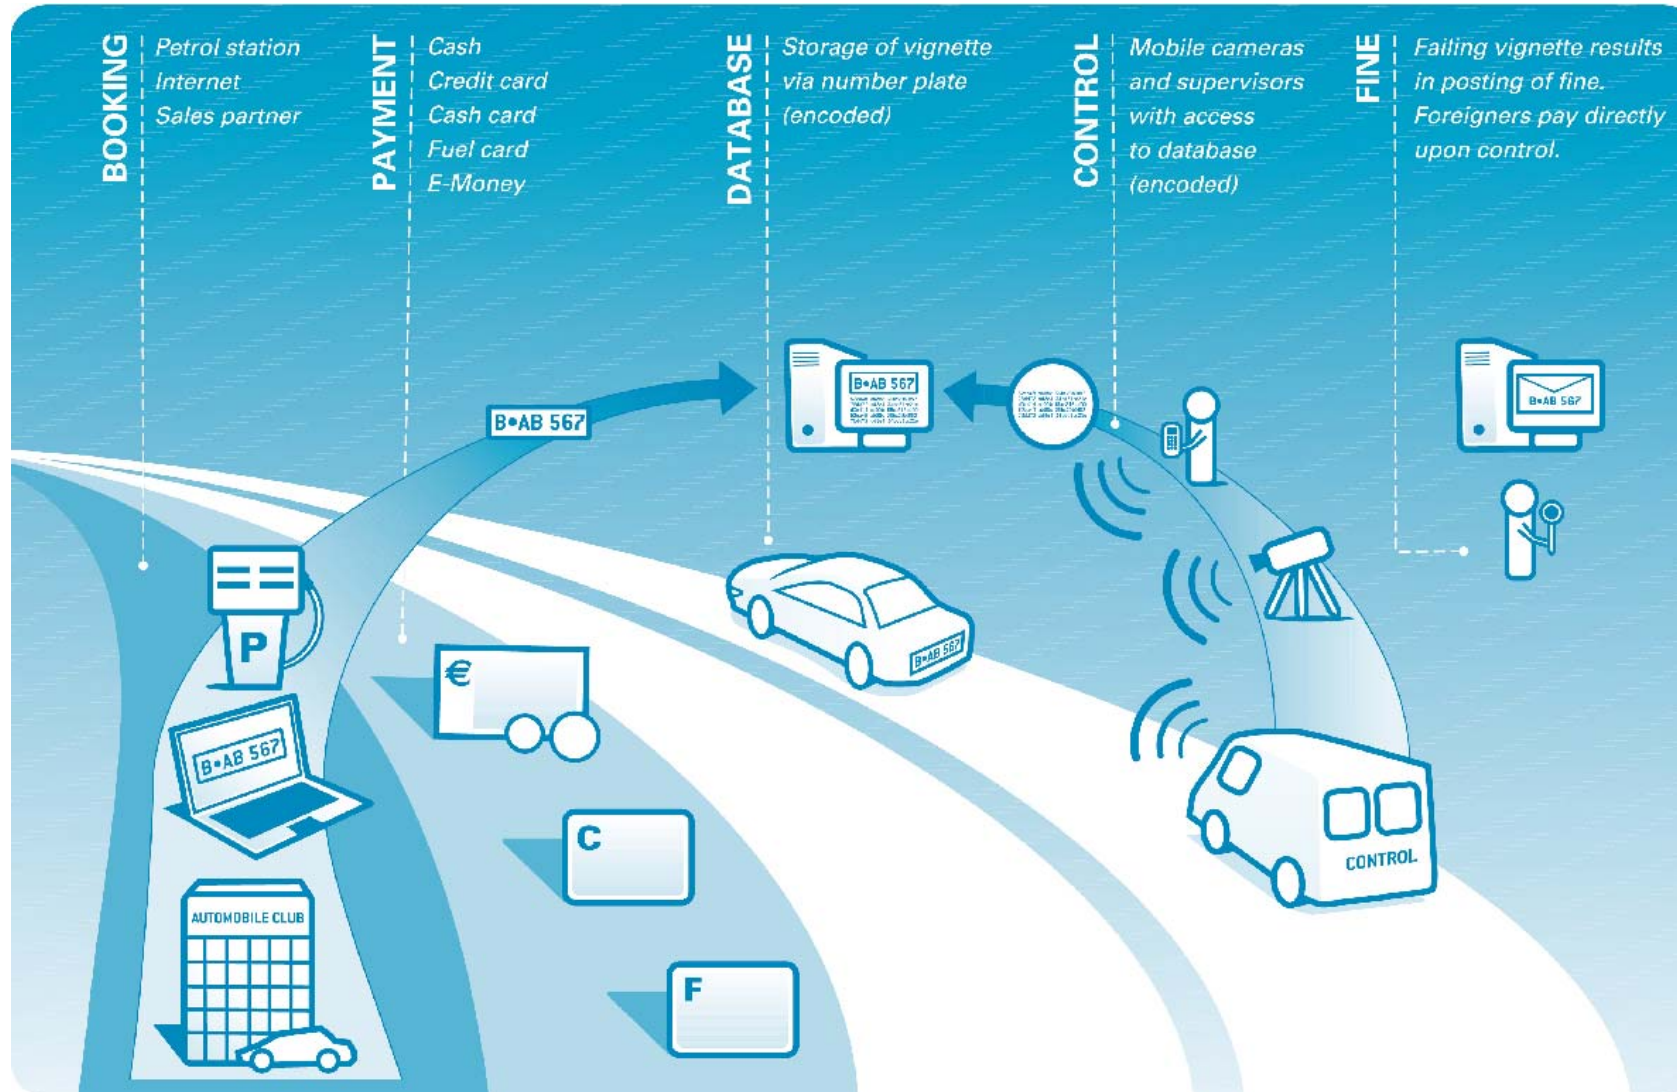 BOOKING
Petrol station
Internet
Sales partner
PAYMENT
Cash
Credit card
Cash card
Fuel card
E-Money
DATABASE
Storage of vignette
via number plate
(encoded)
CONTROL
Mobile cameras
and supervisors
with access
to database
(encoded)
FINE
Failing vignette results
in posting of fine.
Foreigners pay directly
upon control.
B•AB 567
B•AB 567
B•AB 567
P
€
B•AB 567
B•AB 567
C
CONTROL
AUTOMOBILE CLUB
F